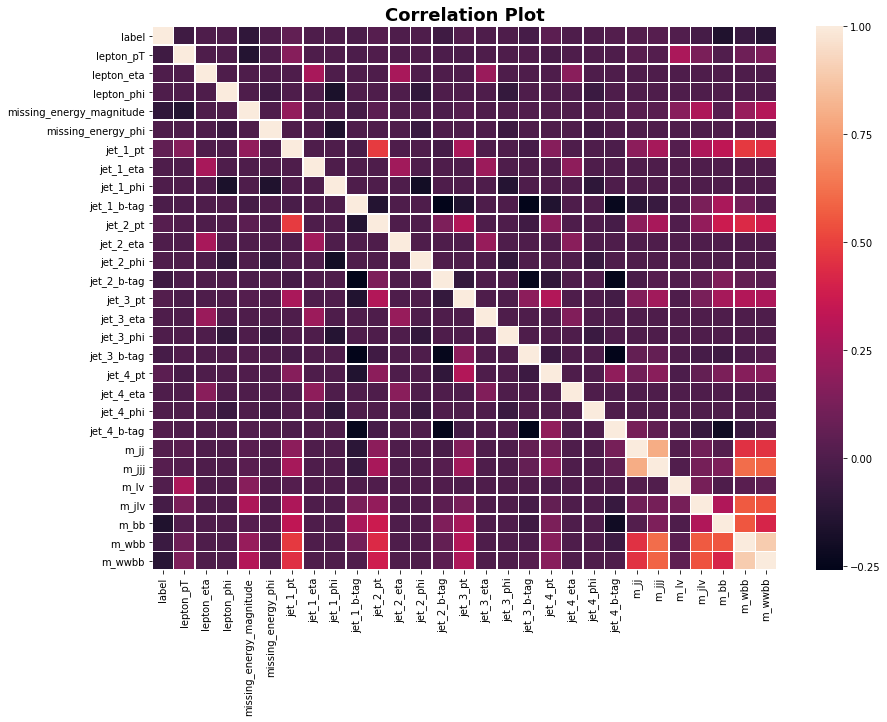 Correlation Plot
label
lepton_pT
lepton_eta
lepton_phi
missing_energy_magnitude
missing_energy_phi
jet_1_pt
jet_1_eta
jet_1_phi
jet_1_b-tag
jet_2_pt
jet_2_eta
jet_2_phi
jet_2_b-tag
jet_3_pt
jet_3_eta
jet_3_phi
jet_3_b-tag
jet_4_pt
jet_4_eta
jet_4_phi
jet_4_b-tag
m_jj
m_jjj
m_lv
m_jlv
m_bb
m_wbb
m_wwbb
label
lepton_pT
lepton_eta
lepton_phi
missing_energy_magnitude
missing_energy_phi
jet_1_pt
jet_1_eta
jet_1_phi
jet_1_b-tag
jet_2_pt
jet_2_eta
jet_2_phi
jet_2_b-tag
jet_3_pt
jet_3_eta
jet_3_phi
jet_3_b-tag
jet_4_pt
jet_4_eta
jet_4_phi
jet_4_b-tag
m_jj
m_jjj
m_lv
m_jlv
m_bb
m_wbb
m_wwbb
1.00
0.75
0.50
0.25
0.00
−0.25